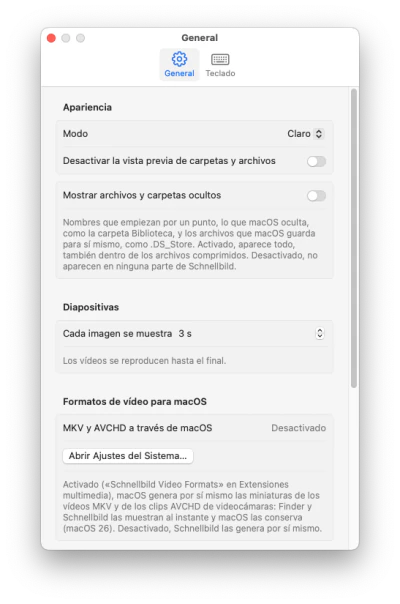 General
General
Teclado
Apariencia
Modo
Claro
Desactivar la vista previa de carpetas y archivos
Mostrar archivos y carpetas ocultos
Nombres que empiezan por un punto, lo que macOS oculta,
como la carpeta Biblioteca, y los archivos que macOS guarda
para sí mismo, como .DS_Store. Activado, aparece todo,
también dentro de los archivos comprimidos. Desactivado, no
aparecen en ninguna parte de Schnellbild.
Diapositivas
Cada imagen se muestra 3 s
Los vídeos se reproducen hasta el final.
Formatos de vídeo para macOS
MKV y AVCHD a través de macOS
Desactivado
Abrir Ajustes del Sistema...
Activado («Schnellbild Video Formats» en Extensiones
multimedia), macOS genera por sí mismo las miniaturas de los
vídeos MKV y de los clips AVCHD de videocámaras: Finder y
Schnellbild las muestran al instante y macOS las conserva
(macOS 26). Desactivado, Schnellbild las genera por sí mismo.